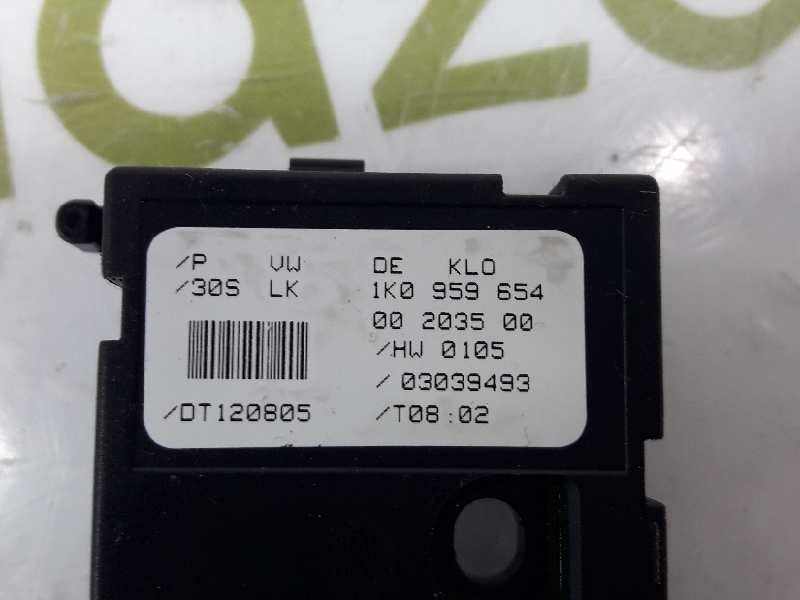 /P VW DE KLO
/30S LK 1K0 959 654
00 2035 00
/HW 0105
/03039493
/DT120805 /T08:02